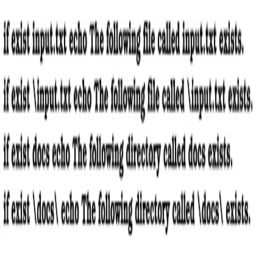 if exist input.txt echo The following file called input.txt exists.
if exist \input.txt echo The following file called \input.txt exists.
if exist docs echo The following directory called docs exists.
if exist \docs\ echo The following directory called \docs\ exists.